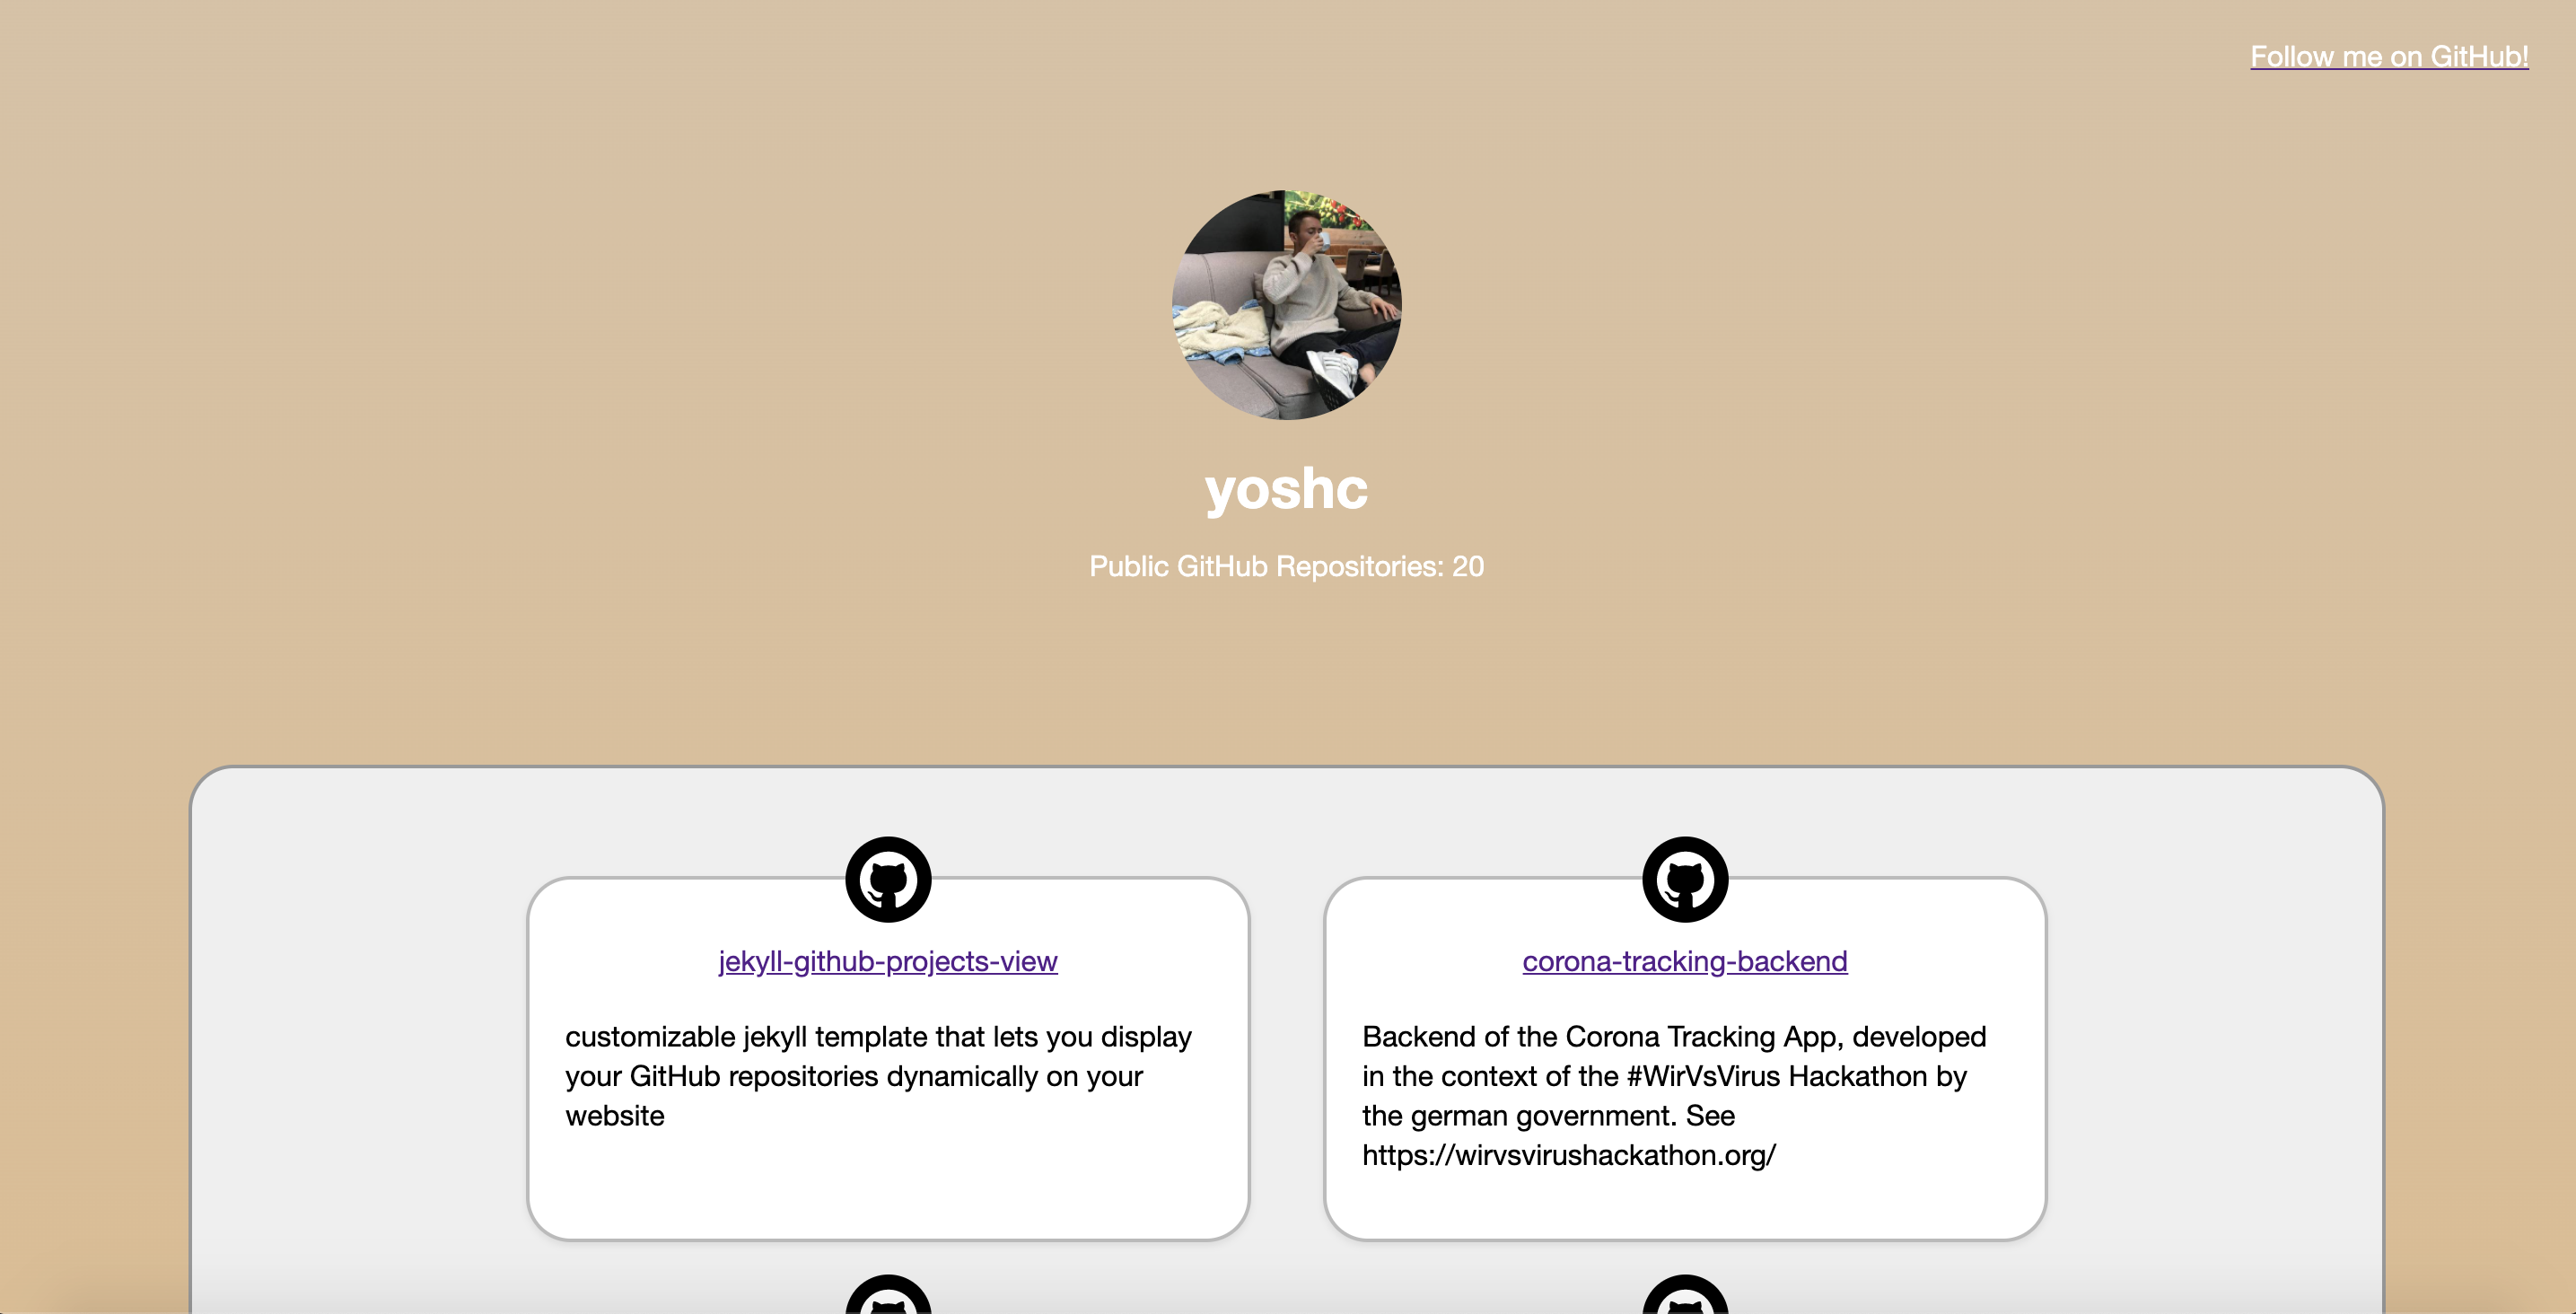 Follow me on GitHub!
yoshc
Public GitHub Repositories: 20
jekyll-github-projects-view
customizable jekyll template that lets you display
your GitHub repositories dynamically on your
website
corona-tracking-backend
Backend of the Corona Tracking App, developed
in the context of the #WirVsVirus Hackathon by
the german government. See
https://wirvsvirushackathon.org/